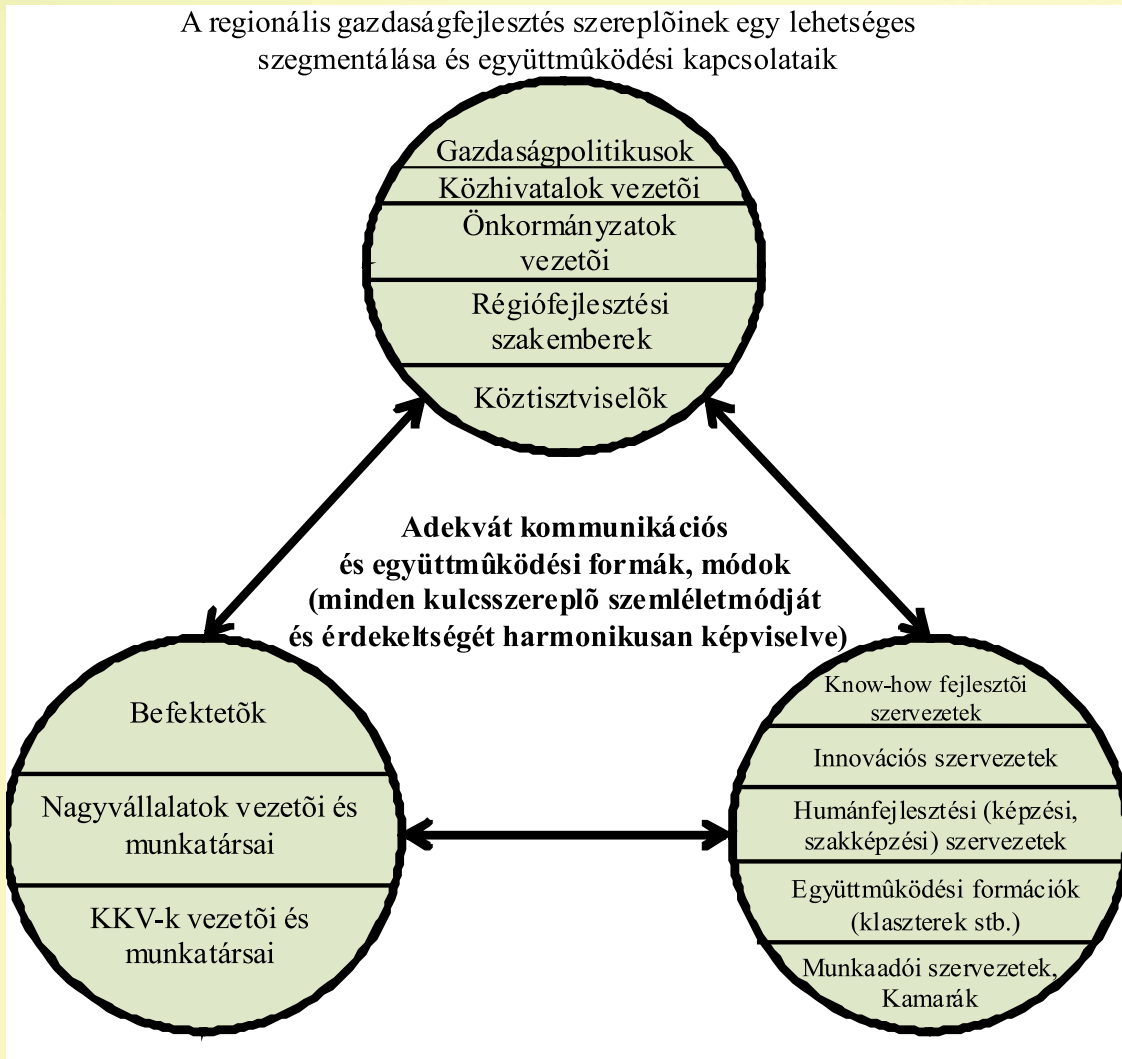 A regionális gazdaságfejlesztés szereplõinek egy lehetséges
szegmentálása és együttmûködési kapcsolataik
Gazdaságpolitikusok
Közhivatalok vezetõi
Önkormányzatok
vezetõi
Régiófejlesztési
szakemberek
Köztisztviselõk
Adekvát kommunikációs
és együttmûködési formák, módok
(minden kulcsszereplõ szemléletmódját
és érdekeltségét harmonikusan képviselve)
Befektetõk
Nagyvállalatok vezetõi és
munkatársai
KKV-k vezetõi és
munkatársai
Know-how fejlesztõi
szervezetek
Innovációs szervezetek
Humánfejlesztési (képzési,
szakképzési) szervezetek
Együttmûködési formációk
(klaszterek stb.)
Munkaadói szervezetek,
Kamarák